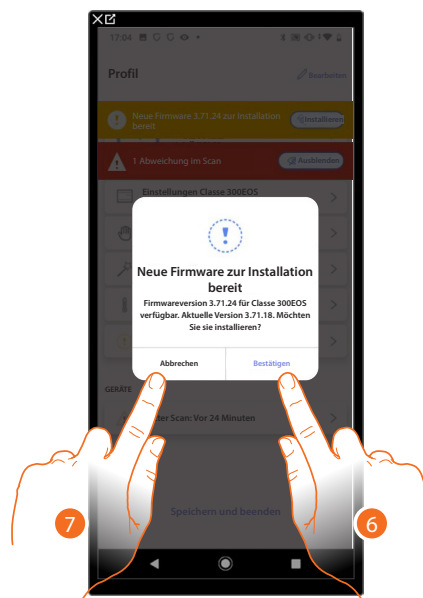 17:04
Profil
Bearbeiten
Neue Firmware 3.71.24 zur Installation
bereit
Installieren
1 Abweichung im Scan
Ausblenden
Einstellungen Classe 300EOS
Neue Firmware zur Installation
bereit
Firmwareversion 3.71.24 für Classe 300EOS
verfügbar. Aktuelle Version 3.71.18. Möchten
Sie sie installieren?
Abbrechen
Bestätigen
GERÄTE
ter Scan: Vor 24 Minuten
Speichern und beenden
7
6